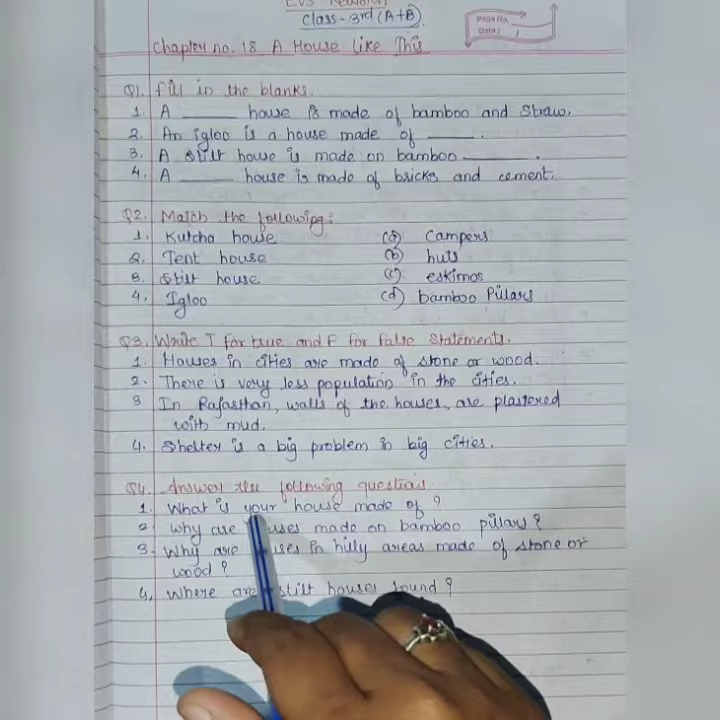 EVS Revision
Class-3rd (A+B)
Page No.
Date: /
Chapter no. 18 A House Like This
Q1. Fill in the blanks.
1. A ______ house is made of bamboo and straw.
2. An igloo is a house made of ______.
3. A stilt house is made on bamboo ______.
4. A ______ house is made of bricks and cement.
Q2. Match the following:
1. Kutcha house (a) Campers
2. Tent house (b) huts
3. Stilt house (c) eskimos
4. Igloo (d) bamboo Pillars
Q3. Write T for true and F for False Statements.
1. Houses in cities are made of stone or wood.
2. There is very less population in the cities.
3 In Rajasthan, walls of the houses, are plastered
with mud.
4. Shelter is a big problem in big cities.
Q4. Answer the following questions.
1. What is your house made of?
2. Why are houses made on bamboo pillars?
3. Why are houses in hilly areas made of stone or
wood?
4. Where are stilt houses found?